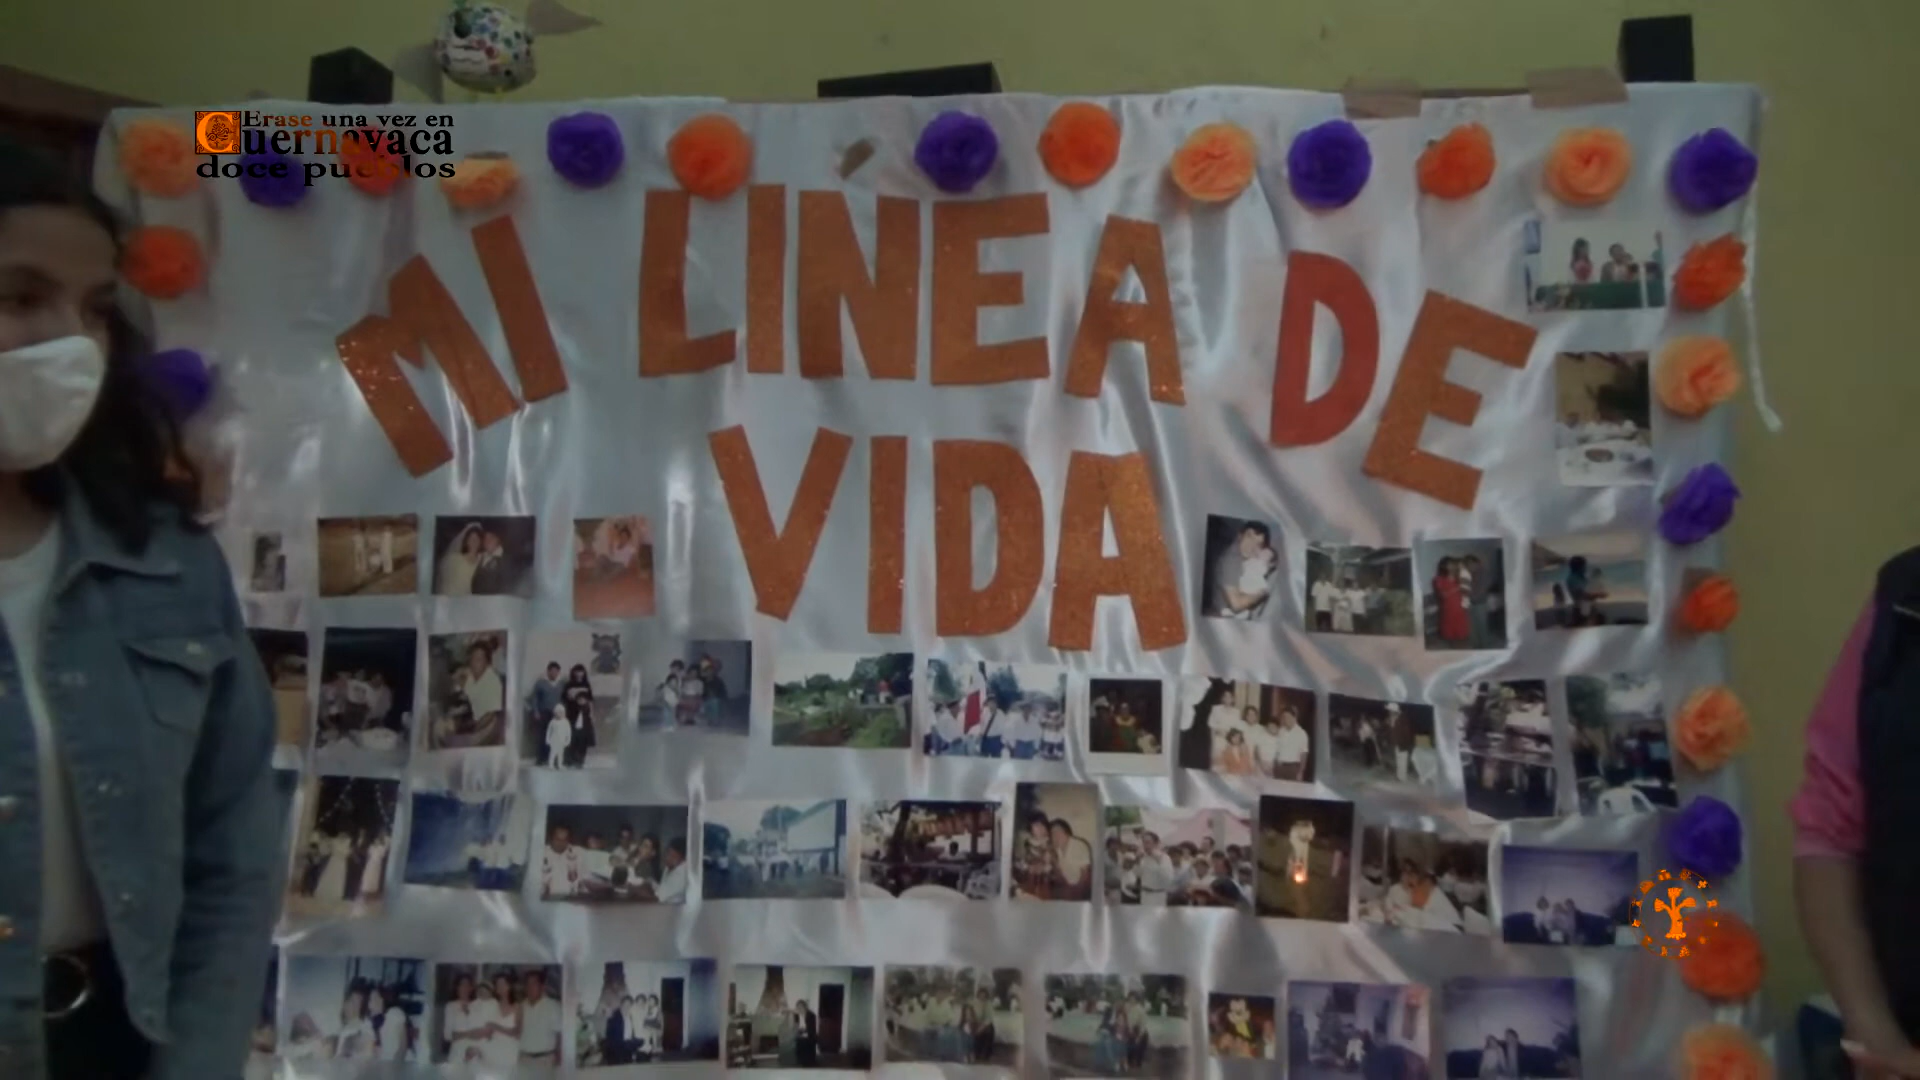 Erase una vez en
Cuernavaca
doce pueblos
MI LÍNEA DE
VIDA